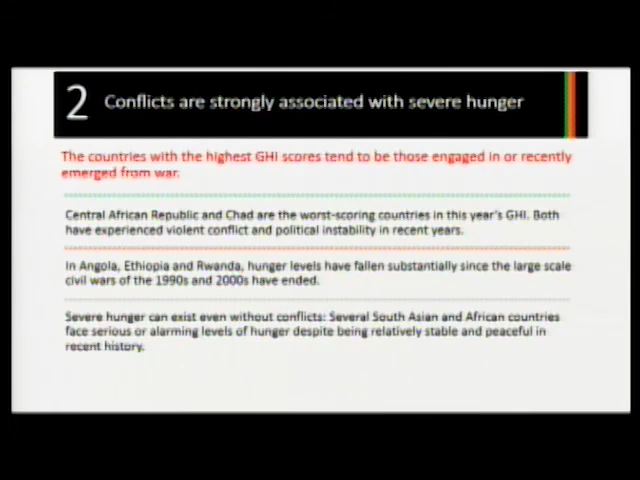 2 Conflicts are strongly associated with severe hunger
The countries with the highest GHI scores tend to be those engaged in or recently
emerged from war.
Central African Republic and Chad are the worst-scoring countries in this year's GHI. Both
have experienced violent conflict and political instability in recent years.
In Angola, Ethiopia and Rwanda, hunger levels have fallen substantially since the large scale
civil wars of the 1990s and 2000s have ended.
Severe hunger can exist even without conflicts: Several South Asian and African countries
face serious or alarming levels of hunger despite being relatively stable and peaceful in
recent history.